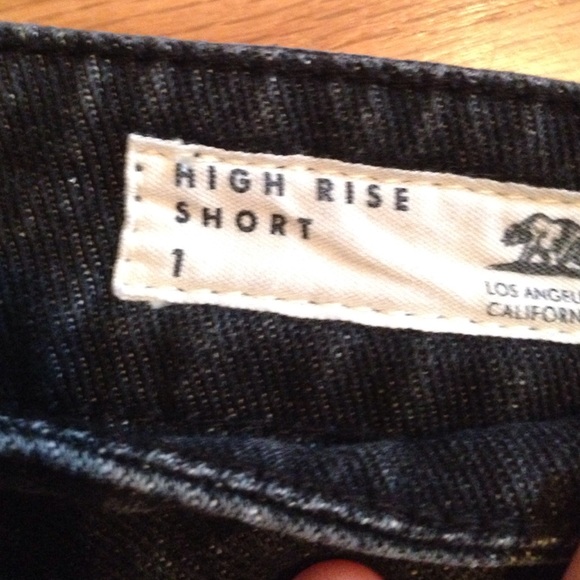 HIGH RISE
SHORT
1
LOS ANGEL
CALIFORN